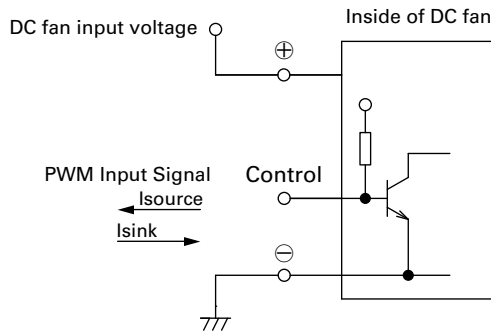 Inside of DC fan
DC fan input voltage
⊕
PWM Input Signal
Control
Isource
Isink
⊖